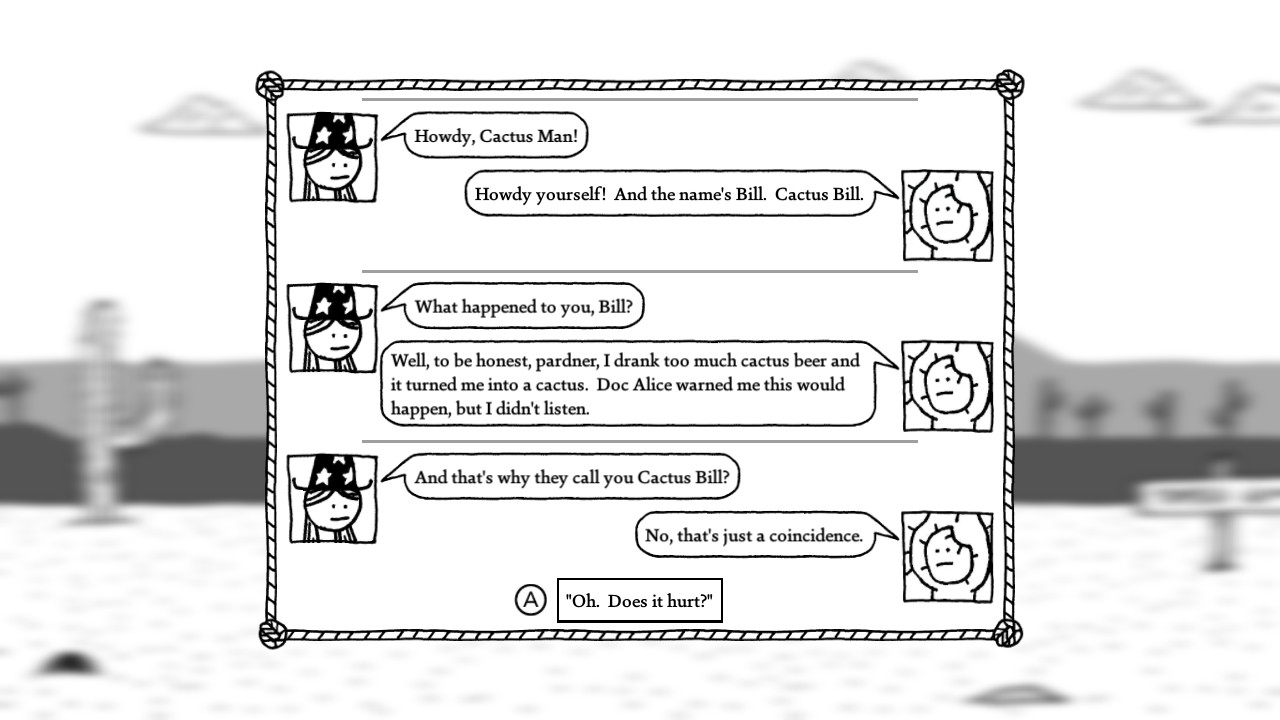 Howdy, Cactus Man!
Howdy yourself!  And the name's Bill.  Cactus Bill.
What happened to you, Bill?
Well, to be honest, pardner, I drank too much cactus beer and
it turned me into a cactus.  Doc Alice warned me this would
happen, but I didn't listen.
And that's why they call you Cactus Bill?
No, that's just a coincidence.
A "Oh.  Does it hurt?"